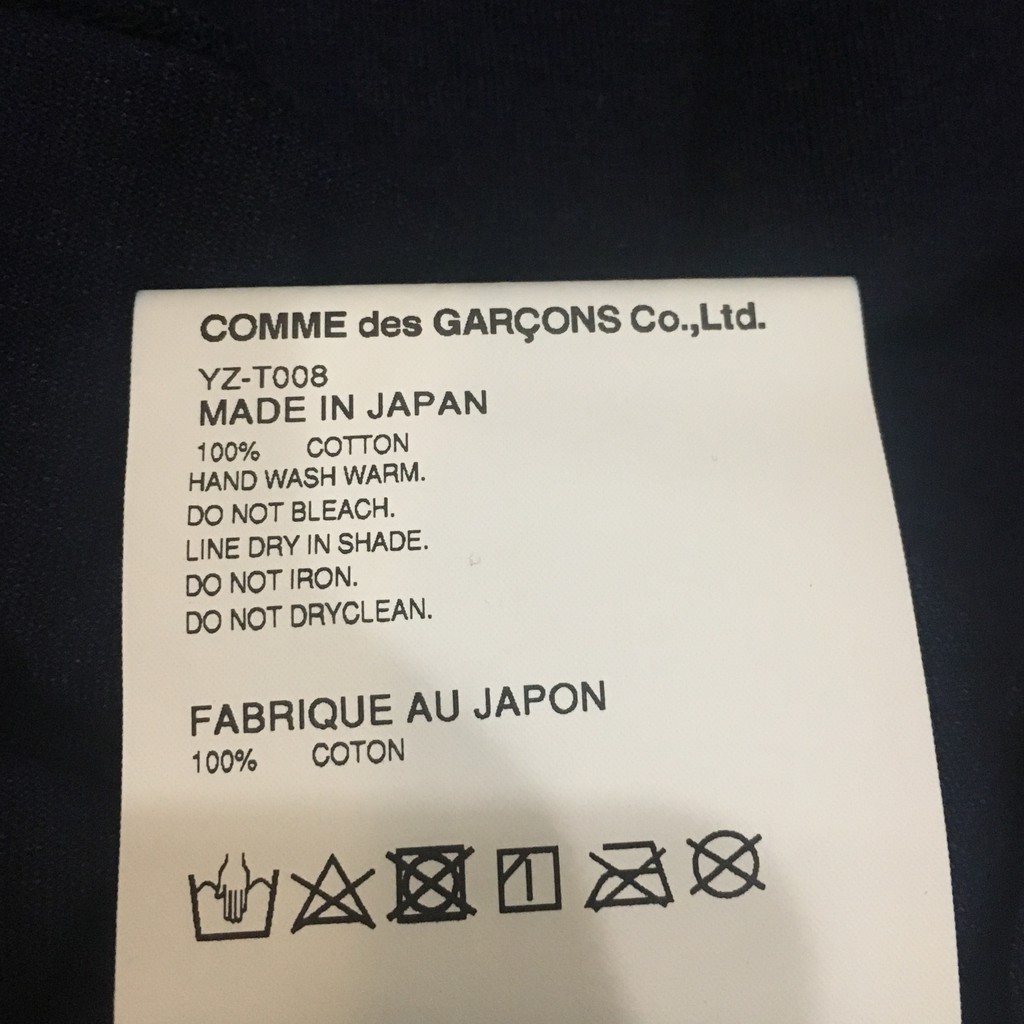 COMME des GARÇONS Co.,Ltd.
YZ-T008
MADE IN JAPAN
100% COTTON
HAND WASH WARM.
DO NOT BLEACH.
LINE DRY IN SHADE.
DO NOT IRON.
DO NOT DRYCLEAN.
FABRIQUE AU JAPON
100% COTON